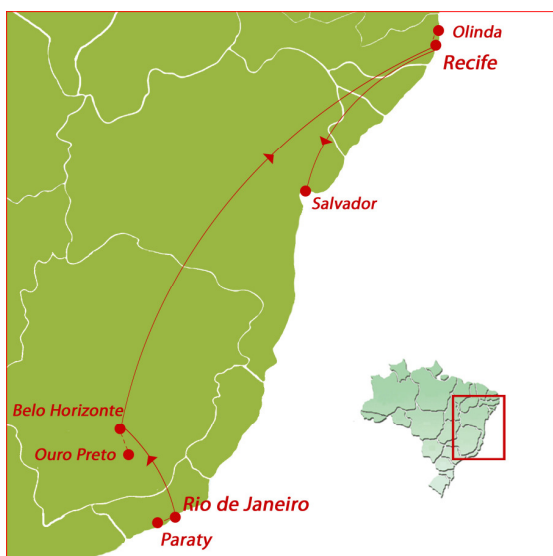 Olinda
Recife
Salvador
Belo Horizonte
Ouro Preto
Rio de Janeiro
Paraty